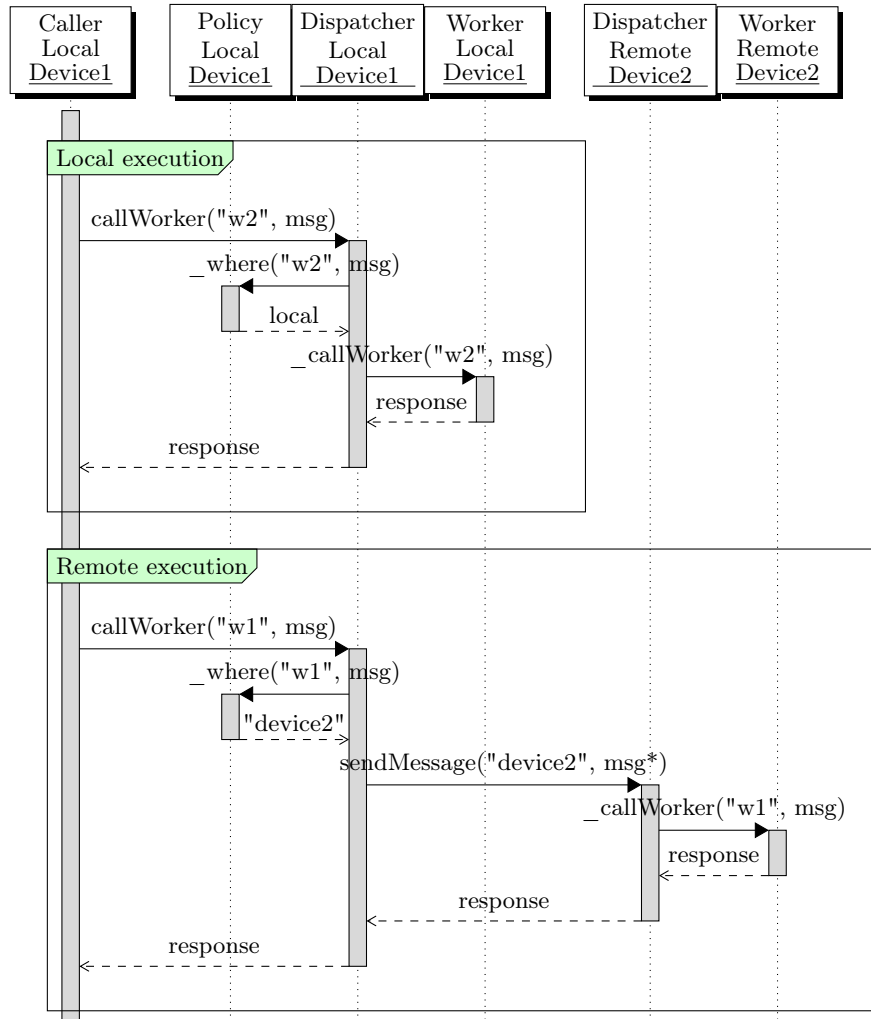 Caller
Local
Device1
Policy
Local
Device1
Dispatcher
Local
Device1
Worker
Local
Device1
Dispatcher
Remote
Device2
Worker
Remote
Device2
Local execution
callWorker("w2", msg)
_where("w2", msg)
local
_callWorker("w2", msg)
response
response
Remote execution
callWorker("w1", msg)
_where("w1", msg)
"device2"
sendMessage("device2", msg*)
_callWorker("w1", msg)
response
response
response